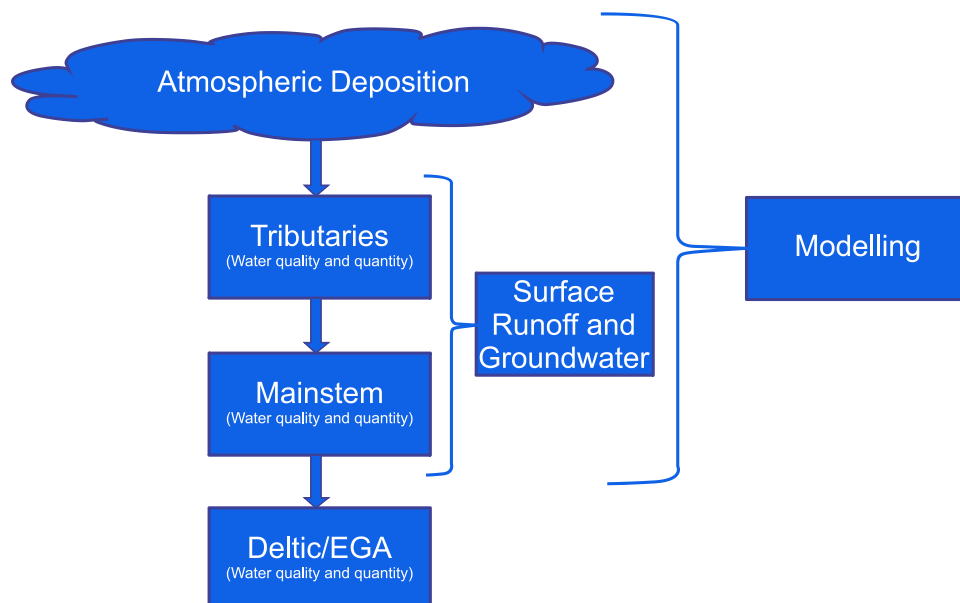 Atmospheric Deposition
Tributaries
(Water quality and quantity)
Modelling
Surface
Runoff and
Groundwater
Mainstem
(Water quality and quantity)
Deltic/EGA
(Water quality and quantity)